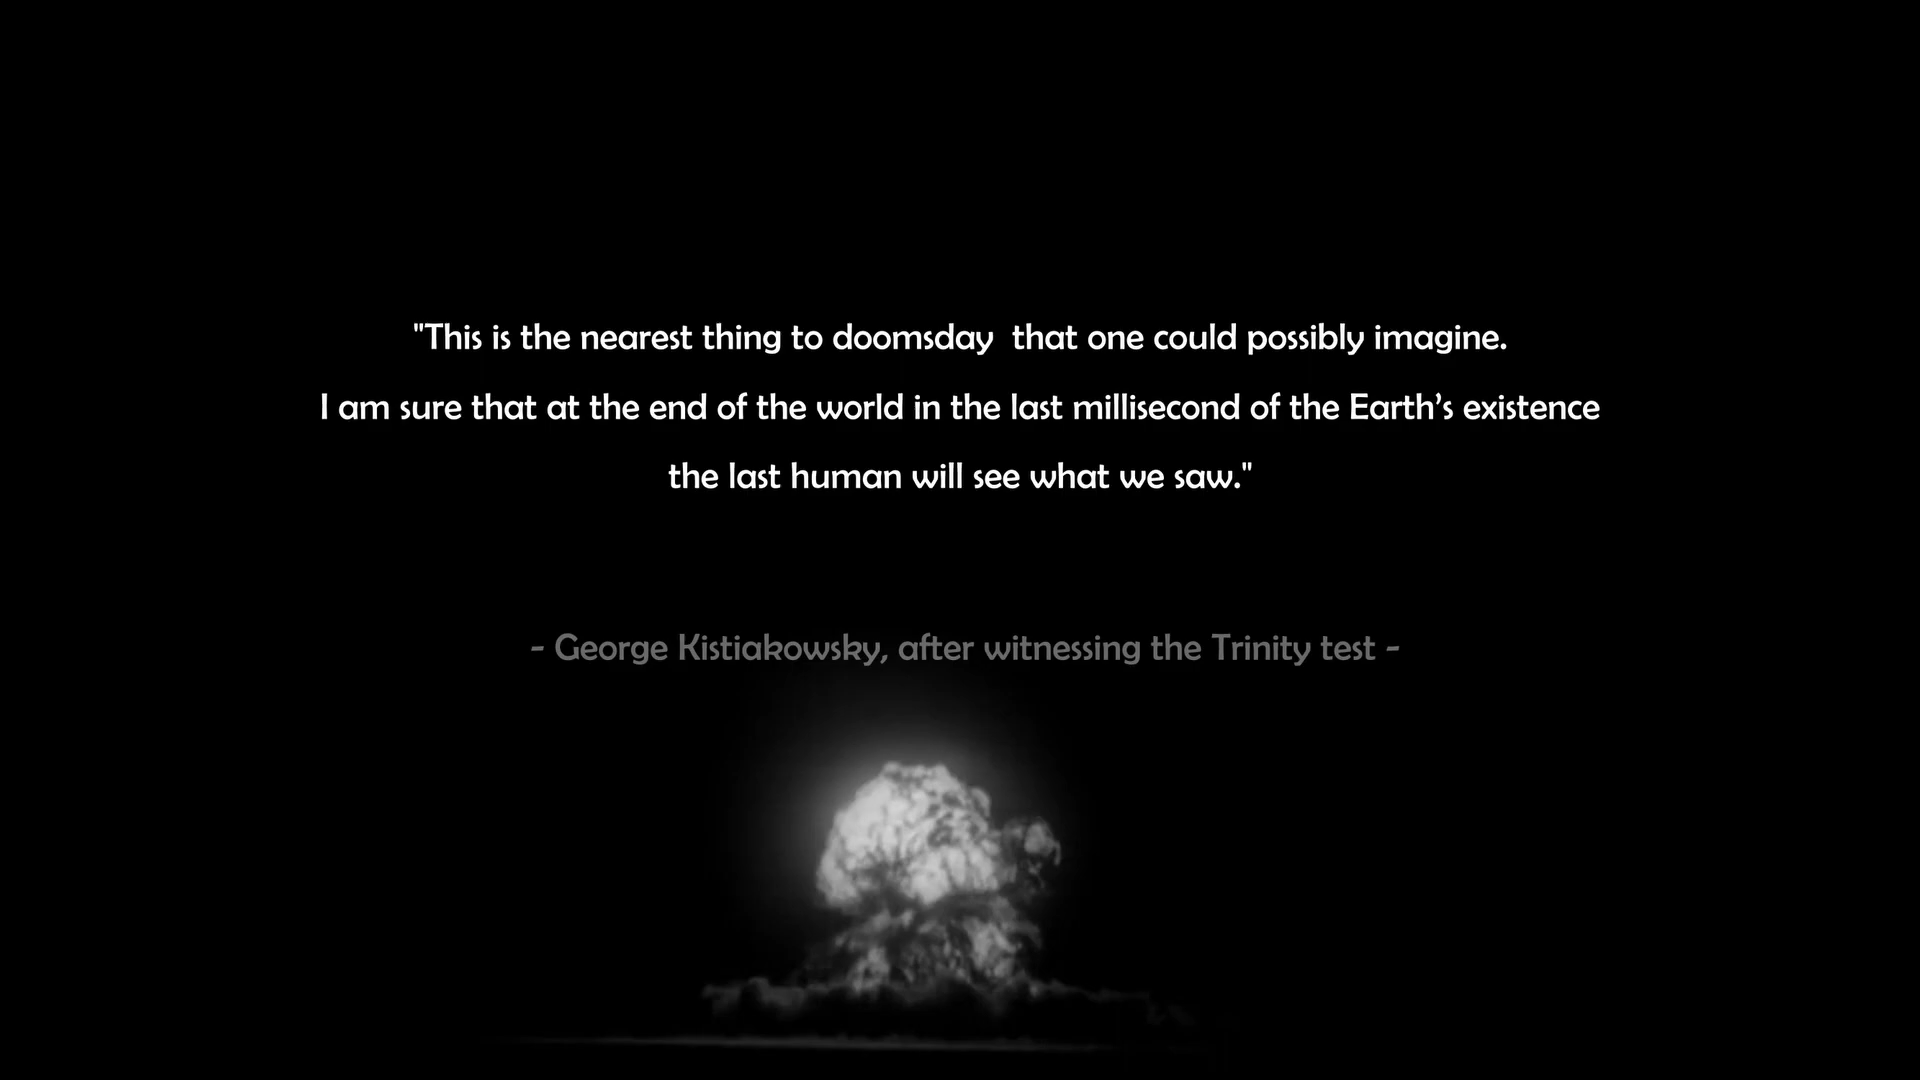 "This is the nearest thing to doomsday  that one could possibly imagine.
I am sure that at the end of the world in the last millisecond of the Earth’s existence
the last human will see what we saw."
- George Kistiakowsky, after witnessing the Trinity test -